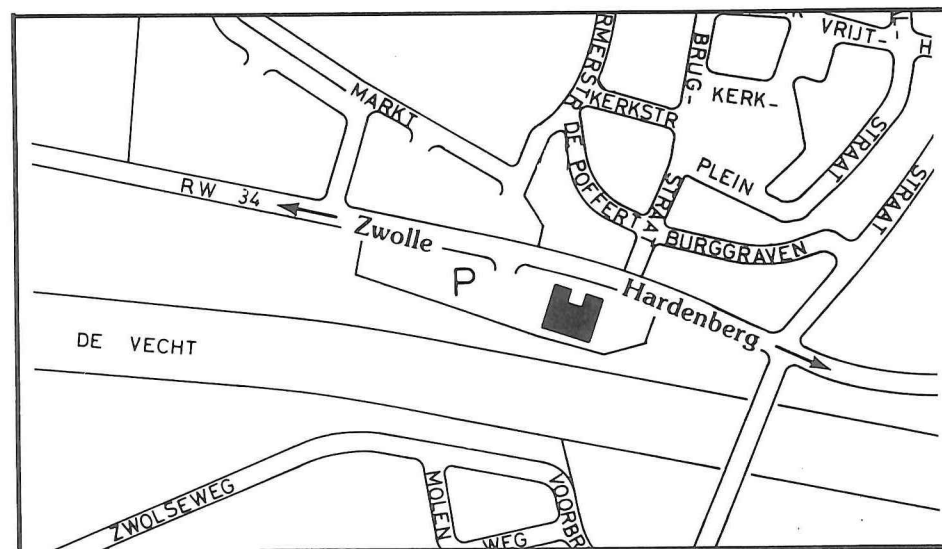 RMERSTR
BRUG-
STRAAT
VRIJT-
H
MARKT
KERKSTR
KERK-
PLEIN
STRAAT
STRAAT
DE POFFERT
BURGGRAVEN
RW 34
Zwolle
P
Hardenberg
DE VECHT
ZWOLSEWEG
MOLEN
WEG
VOORBR